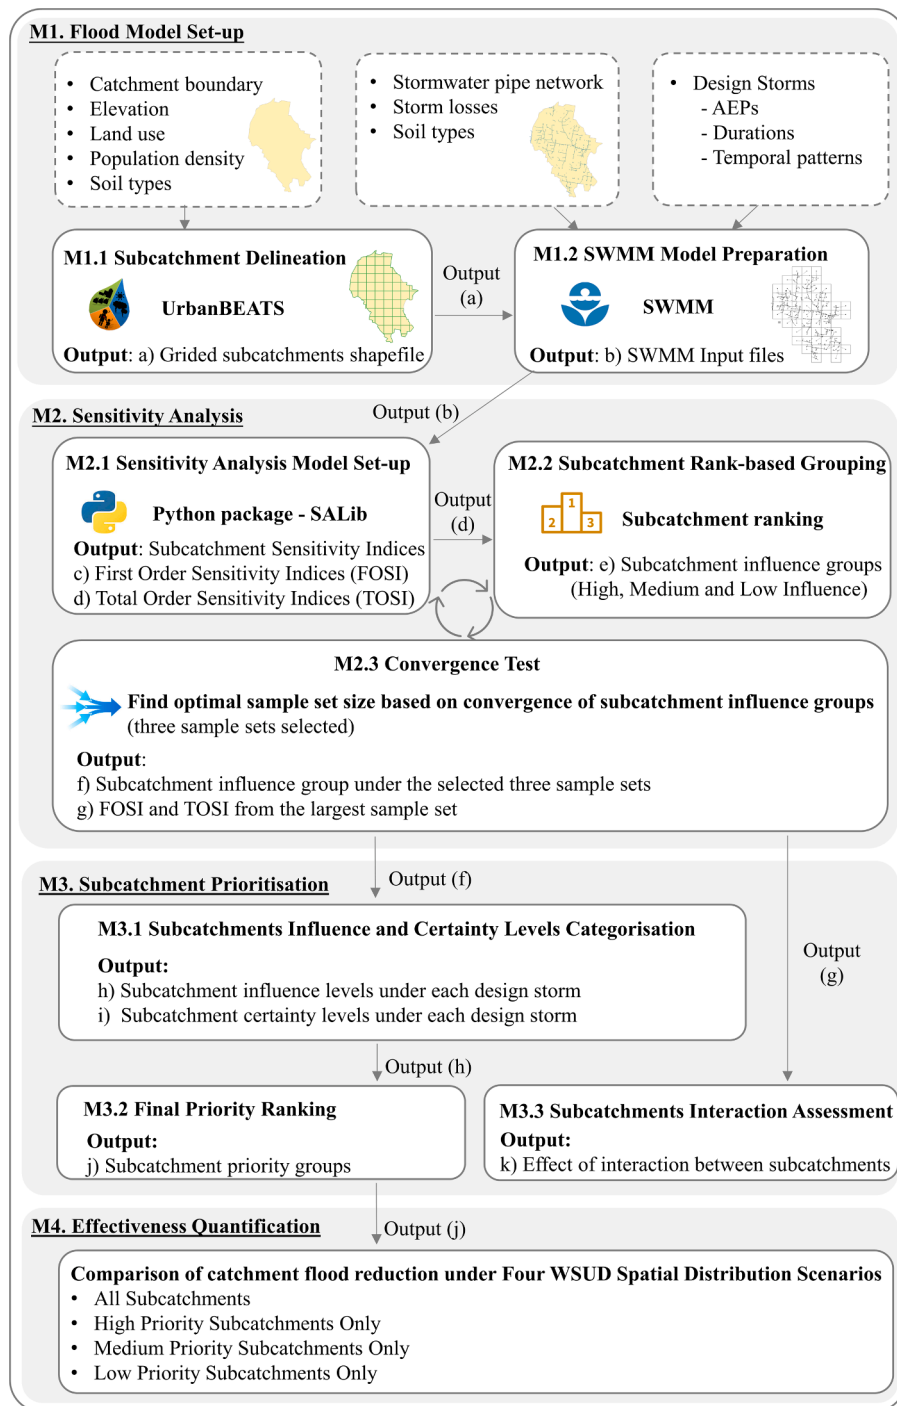 M1. Flood Model Set-up
• Catchment boundary
• Elevation
• Land use
• Population density
• Soil types
• Stormwater pipe network
• Storm losses
• Soil types
• Design Storms
- AEPs
- Durations
- Temporal patterns
M1.1 Subcatchment Delineation
UrbanBEATS
Output: a) Grided subcatchments shapefile
Output
(a)
M1.2 SWMM Model Preparation
SWMM
Output: b) SWMM Input files
Output (b)
M2. Sensitivity Analysis
M2.1 Sensitivity Analysis Model Set-up
Python package - SALib
Output: Subcatchment Sensitivity Indices
c) First Order Sensitivity Indices (FOSI)
d) Total Order Sensitivity Indices (TOSI)
Output
(d)
M2.2 Subcatchment Rank-based Grouping
1
2
3
Subcatchment ranking
Output: e) Subcatchment influence groups
(High, Medium and Low Influence)
M2.3 Convergence Test
Find optimal sample set size based on convergence of subcatchment influence groups
(three sample sets selected)
Output:
f) Subcatchment influence group under the selected three sample sets
g) FOSI and TOSI from the largest sample set
Output (f)
M3. Subcatchment Prioritisation
M3.1 Subcatchments Influence and Certainty Levels Categorisation
Output:
h) Subcatchment influence levels under each design storm
i) Subcatchment certainty levels under each design storm
Output
(g)
Output (h)
M3.2 Final Priority Ranking
Output:
j) Subcatchment priority groups
M3.3 Subcatchments Interaction Assessment
Output:
k) Effect of interaction between subcatchments
M4. Effectiveness Quantification
Output (j)
Comparison of catchment flood reduction under Four WSUD Spatial Distribution Scenarios
• All Subcatchments
• High Priority Subcatchments Only
• Medium Priority Subcatchments Only
• Low Priority Subcatchments Only